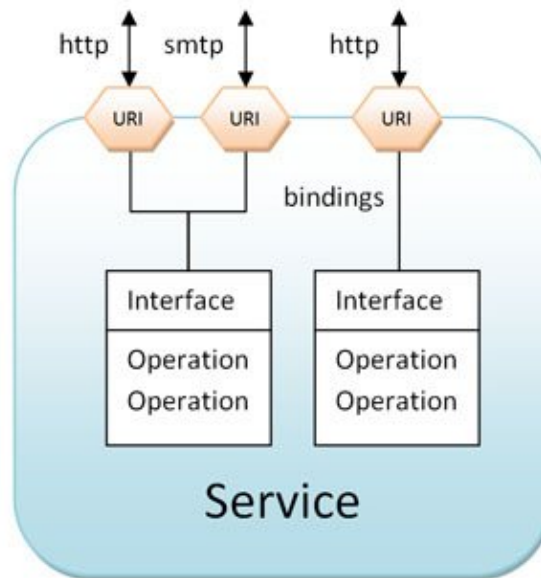 http smtp http
URI URI URI
bindings
Interface Interface
Operation Operation
Operation Operation
Service